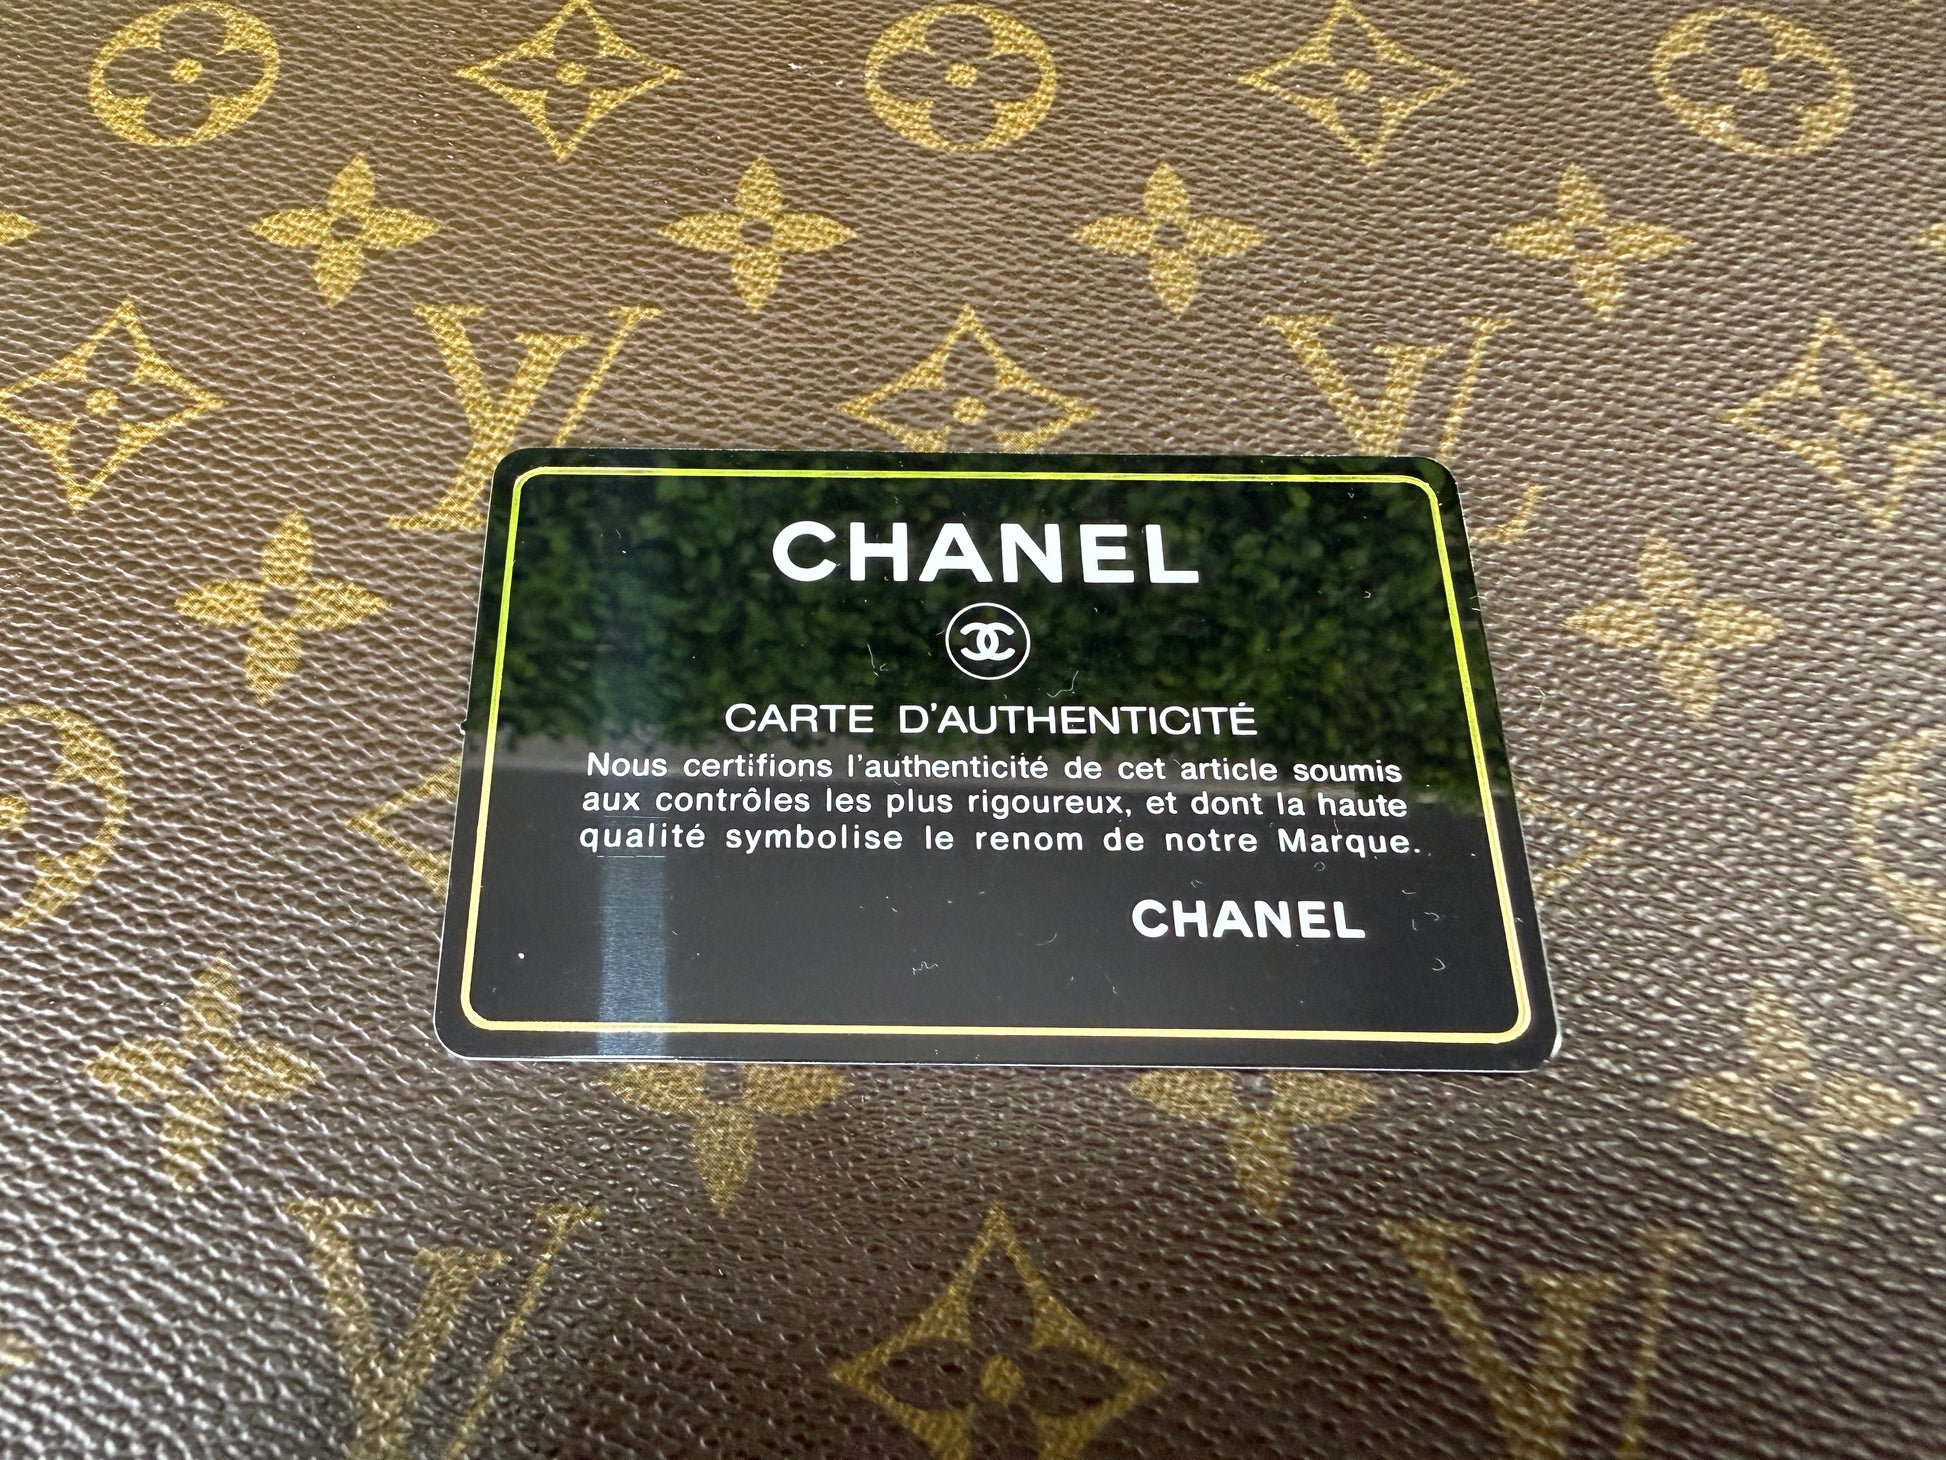 CHANEL
CARTE D'AUTHENTICITÉ
Nous certifions l'authenticité de cet article soumis
aux contrôles les plus rigoureux, et dont la haute
qualité symbolise le renom de notre Marque.
CHANEL